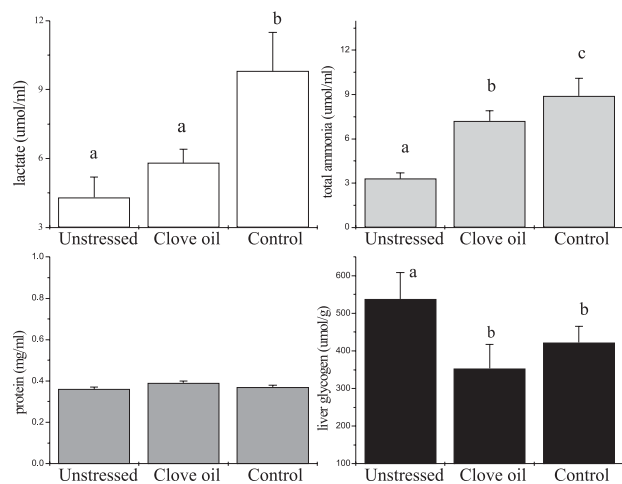 lactate (umol/ml)
12
9
6
3
a
a
b
Unstressed Clove oil Control
total ammonia (umol/ml)
12
9
6
3
0
a
b
c
Unstressed Clove oil Control
protein (mg/ml)
1.0
0.8
0.6
0.4
0.2
0.0
Unstressed Clove oil Control
liver glycogen (umol/g)
600
500
400
300
200
100
a
b
b
Unstressed Clove oil Control